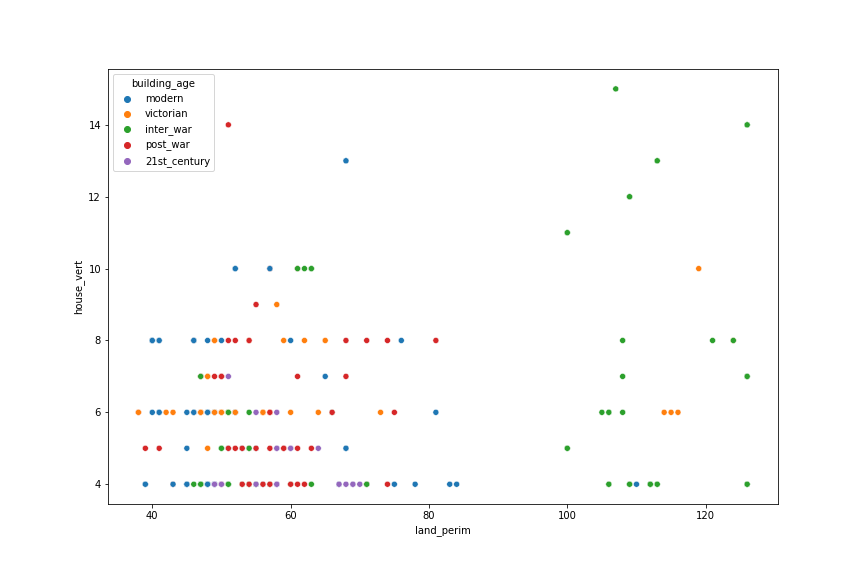 building_age
modern
victorian
inter_war
post_war
21st_century
14
12
10
8
6
4
house_vert
40
60
80
100
120
land_perim